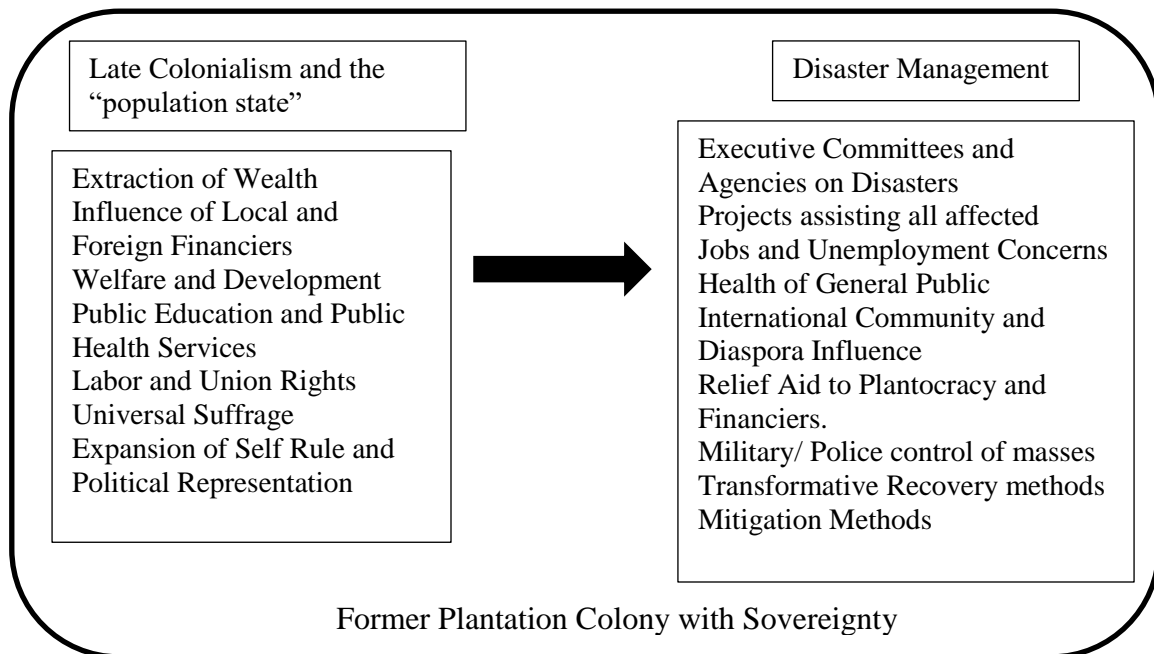 Late Colonialism and the
“population state”
Extraction of Wealth
Influence of Local and
Foreign Financiers
Welfare and Development
Public Education and Public
Health Services
Labor and Union Rights
Universal Suffrage
Expansion of Self Rule and
Political Representation
Disaster Management
Executive Committees and
Agencies on Disasters
Projects assisting all affected
Jobs and Unemployment Concerns
Health of General Public
International Community and
Diaspora Influence
Relief Aid to Plantocracy and
Financiers.
Military/ Police control of masses
Transformative Recovery methods
Mitigation Methods
Former Plantation Colony with Sovereignty